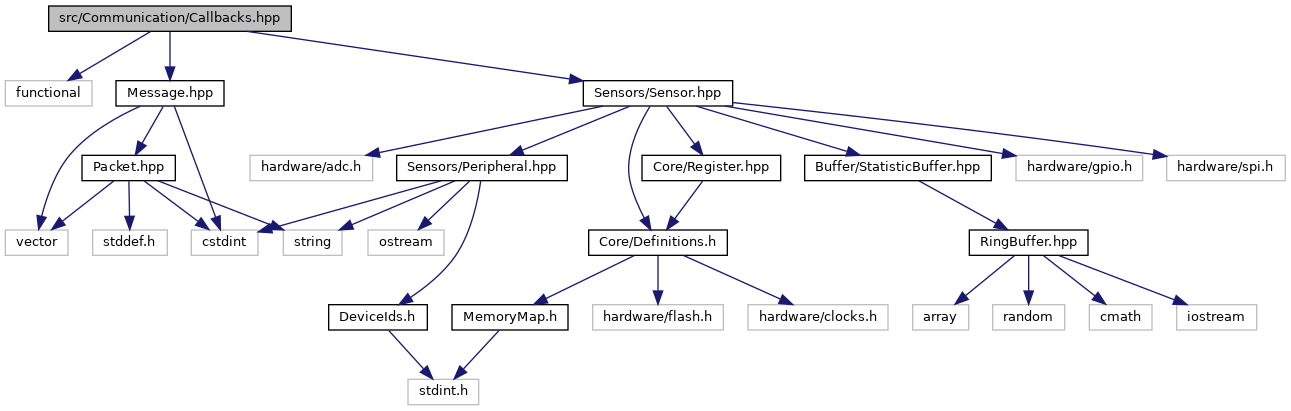 src/Communication/Callbacks.hpp
functional
Message.hpp
Sensors/Sensor.hpp
Packet.hpp
hardware/adc.h
Sensors/Peripheral.hpp
Core/Register.hpp
Buffer/StatisticBuffer.hpp
hardware/gpio.h
hardware/spi.h
vector
stddef.h
cstdint
string
ostream
Core/Definitions.h
RingBuffer.hpp
DeviceIds.h
MemoryMap.h
hardware/flash.h
hardware/clocks.h
array
random
cmath
iostream
stdint.h